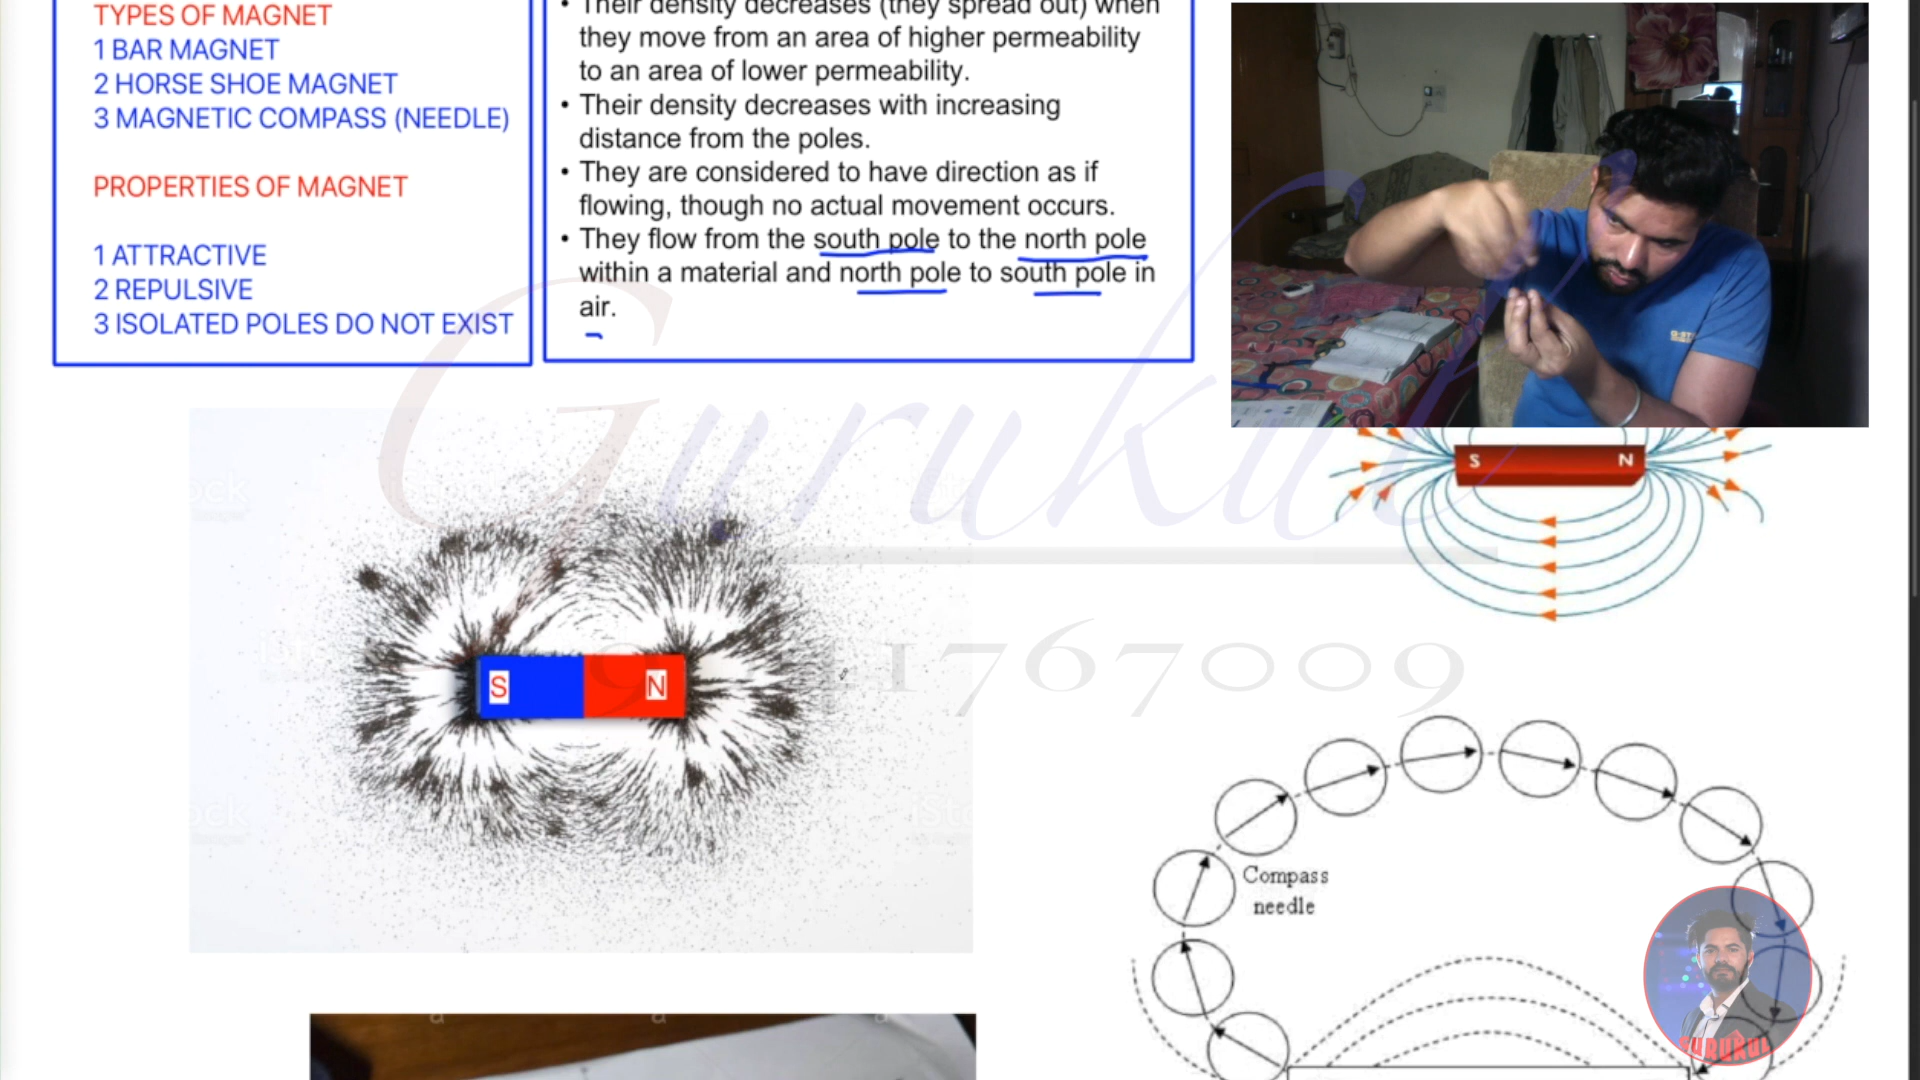 TYPES OF MAGNET
1 BAR MAGNET
2 HORSE SHOE MAGNET
3 MAGNETIC COMPASS (NEEDLE)
PROPERTIES OF MAGNET
1 ATTRACTIVE
2 REPULSIVE
3 ISOLATED POLES DO NOT EXIST
• Their density decreases (they spread out) when
they move from an area of higher permeability
to an area of lower permeability.
• Their density decreases with increasing
distance from the poles.
• They are considered to have direction as if
flowing, though no actual movement occurs.
• They flow from the south pole to the north pole
within a material and north pole to south pole in
air.
Gurukul
1767009
S N
S N
Compass
needle
GURUKUL